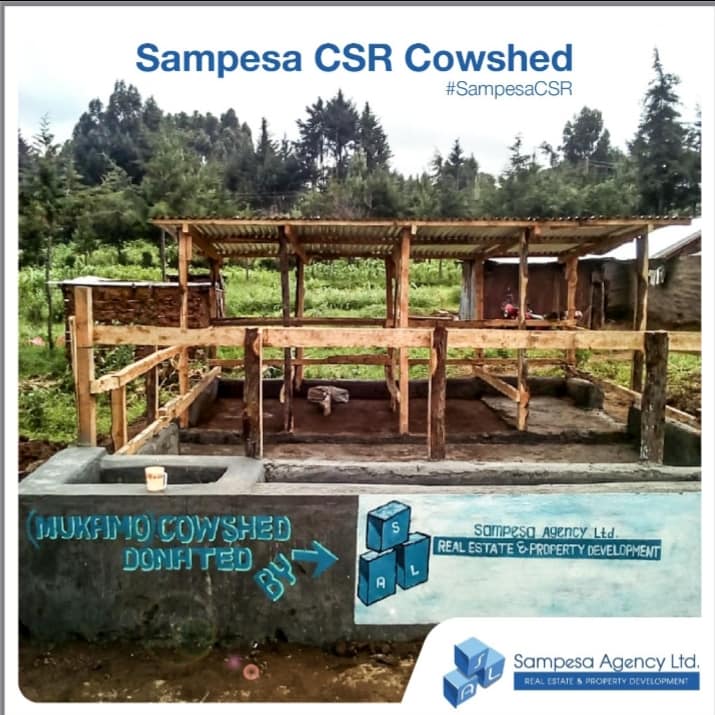 Sampesa CSR Cowshed
#SampesaCSR
(MUKAMO) COWSHED
DONATED
BY
S
A L
Sampesa Agency Ltd.
REAL ESTATE & PROPERTY DEVELOPMENT
S
A L
Sampesa Agency Ltd.
REAL ESTATE & PROPERTY DEVELOPMENT